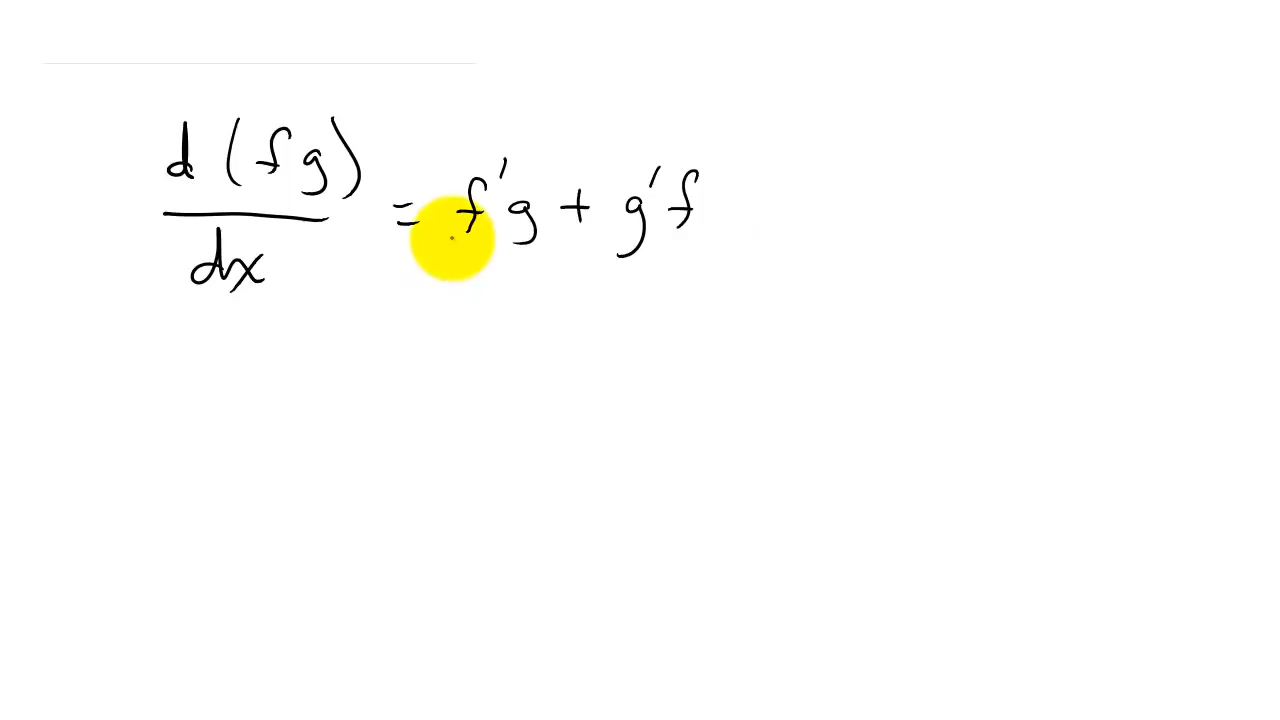 d(fg)/dx = f'g + g'f